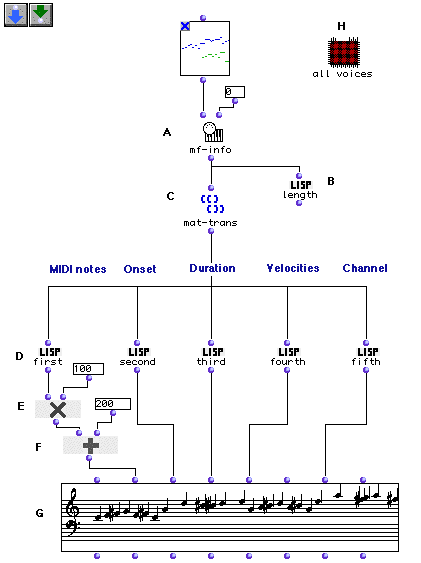 H
all voices
0
A
mf-info
B
LISP
length
C
mat-trans
MIDI notes Onset Duration Velocities Channel
D
LISP LISP LISP LISP LISP
first second third fourth fifth
100
E
200
F
G